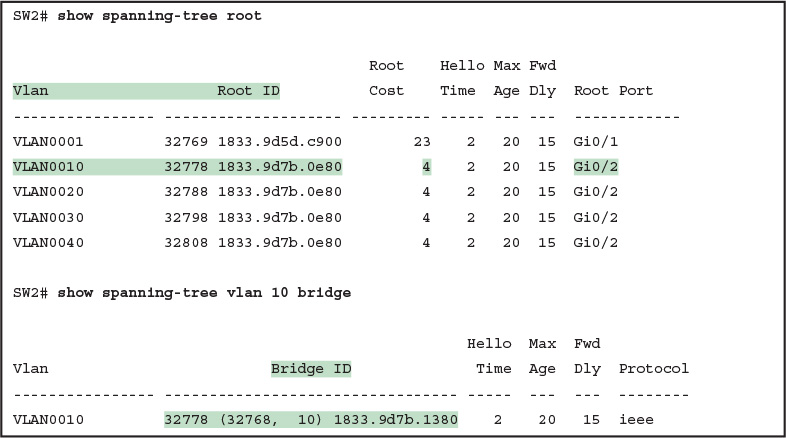 SW2# show spanning-tree root
Root Hello Max Fwd
Vlan Root ID Cost Time Age Dly Root Port
---------------- -------------------- --------- ----- --- --- ------------
VLAN0001 32769 1833.9d5d.c900 23 2 20 15 Gi0/1
VLAN0010 32778 1833.9d7b.0e80 4 2 20 15 Gi0/2
VLAN0020 32788 1833.9d7b.0e80 4 2 20 15 Gi0/2
VLAN0030 32798 1833.9d7b.0e80 4 2 20 15 Gi0/2
VLAN0040 32808 1833.9d7b.0e80 4 2 20 15 Gi0/2
SW2# show spanning-tree vlan 10 bridge
Hello Max Fwd
Vlan Bridge ID Time Age Dly Protocol
---------------- --------------------------------- ----- --- --- --------
VLAN0010 32778 (32768, 10) 1833.9d7b.1380 2 20 15 ieee